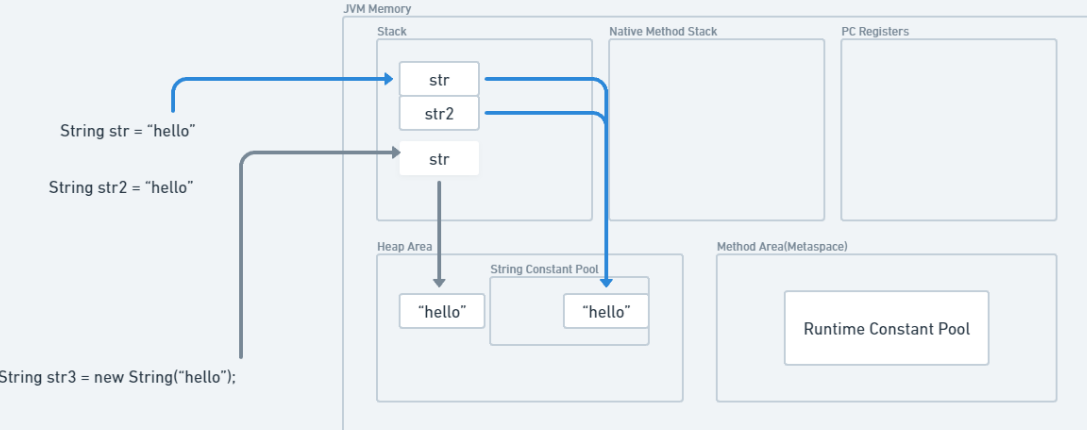 JVM Memory
Stack
Native Method Stack
PC Registers
str
str2
String str = “hello”
str
String str2 = “hello”
Heap Area
Method Area(Metaspace)
String Constant Pool
“hello”
“hello”
Runtime Constant Pool
String str3 = new String(“hello”);